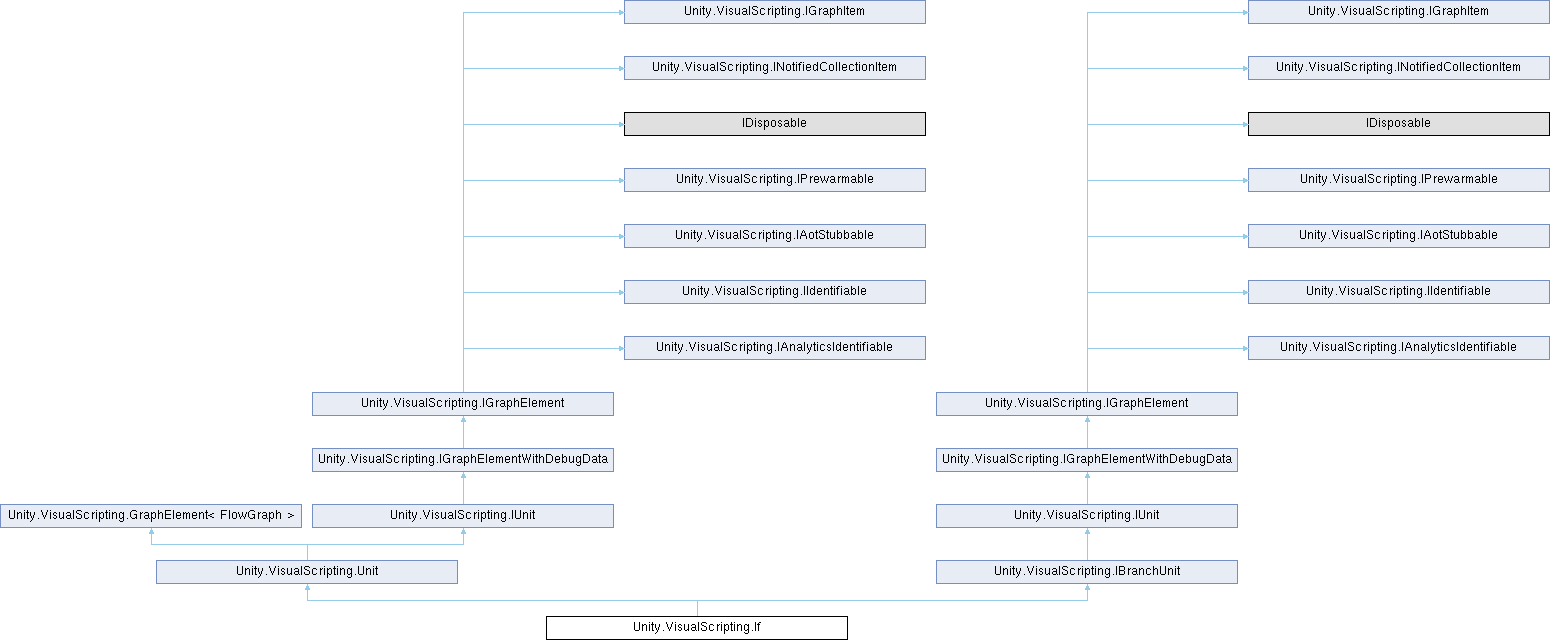 Unity.VisualScripting.IGraphItem Unity.VisualScripting.IGraphItem
Unity.VisualScripting.INotifiedCollectionItem Unity.VisualScripting.INotifiedCollectionItem
IDisposable IDisposable
Unity.VisualScripting.IPrewarmable Unity.VisualScripting.IPrewarmable
Unity.VisualScripting.IAotStubbable Unity.VisualScripting.IAotStubbable
Unity.VisualScripting.IIdentifiable Unity.VisualScripting.IIdentifiable
Unity.VisualScripting.IAnalyticsIdentifiable Unity.VisualScripting.IAnalyticsIdentifiable
Unity.VisualScripting.IGraphElement Unity.VisualScripting.IGraphElement
Unity.VisualScripting.IGraphElementWithDebugData Unity.VisualScripting.IGraphElementWithDebugData
Unity.VisualScripting.GraphElement< FlowGraph > Unity.VisualScripting.IUnit Unity.VisualScripting.IUnit
Unity.VisualScripting.Unit Unity.VisualScripting.IBranchUnit
Unity.VisualScripting.If